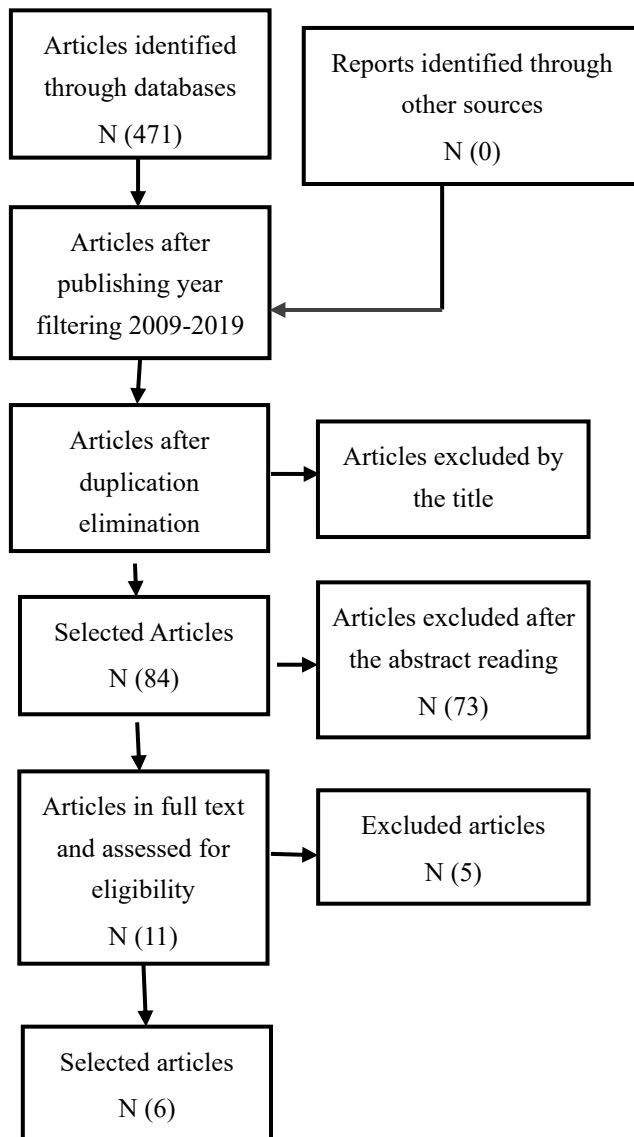 Articles identified
through databases
N (471)
Reports identified through
other sources
N (0)
Articles after
publishing year
filtering 2009-2019
Articles after
duplication
elimination
Articles excluded by
the title
Selected Articles
N (84)
Articles excluded after
the abstract reading
N (73)
Articles in full text
and assessed for
eligibility
N (11)
Excluded articles
N (5)
Selected articles
N (6)